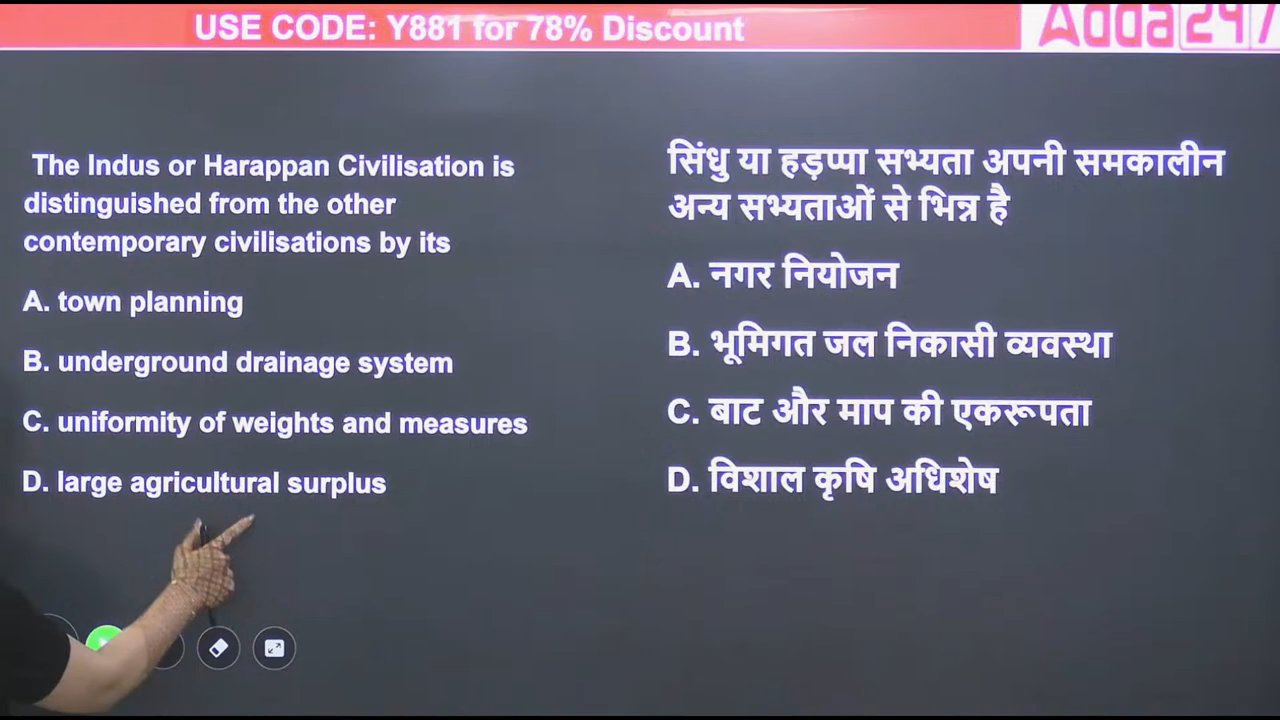 USE CODE: Y881 for 78% Discount
Adda247
The Indus or Harappan Civilisation is
distinguished from the other
contemporary civilisations by its
A. town planning
B. underground drainage system
C. uniformity of weights and measures
D. large agricultural surplus
सिंधु या हड़प्पा सभ्यता अपनी समकालीन
अन्य सभ्यताओं से भिन्न है
A. नगर नियोजन
B. भूमिगत जल निकासी व्यवस्था
C. बाट और माप की एकरूपता
D. विशाल कृषि अधिशेष